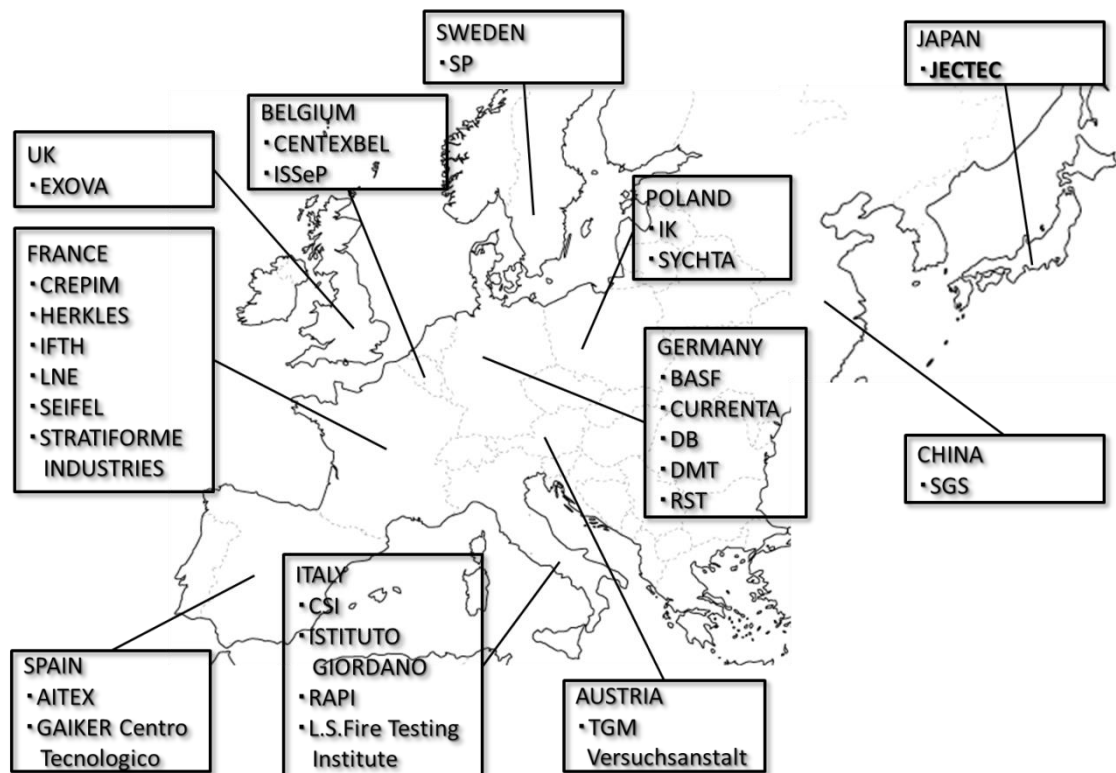 SWEDEN
・SP
JAPAN
・JECTEC
BELGIUM
・CENTEXBEL
・ISSeP
UK
・EXOVA
POLAND
・IK
・SYCHTA
FRANCE
・CREPIM
・HERKLES
・IFTH
・LNE
・SEIFEL
・STRATIFORME
INDUSTRIES
GERMANY
・BASF
・CURRENTA
・DB
・DMT
・RST
CHINA
・SGS
SPAIN
・AITEX
・GAIKER Centro
Tecnologico
ITALY
・CSI
・ISTITUTO
GIORDANO
・RAPI
・L.S.Fire Testing
Institute
AUSTRIA
・TGM
Versuchsanstalt